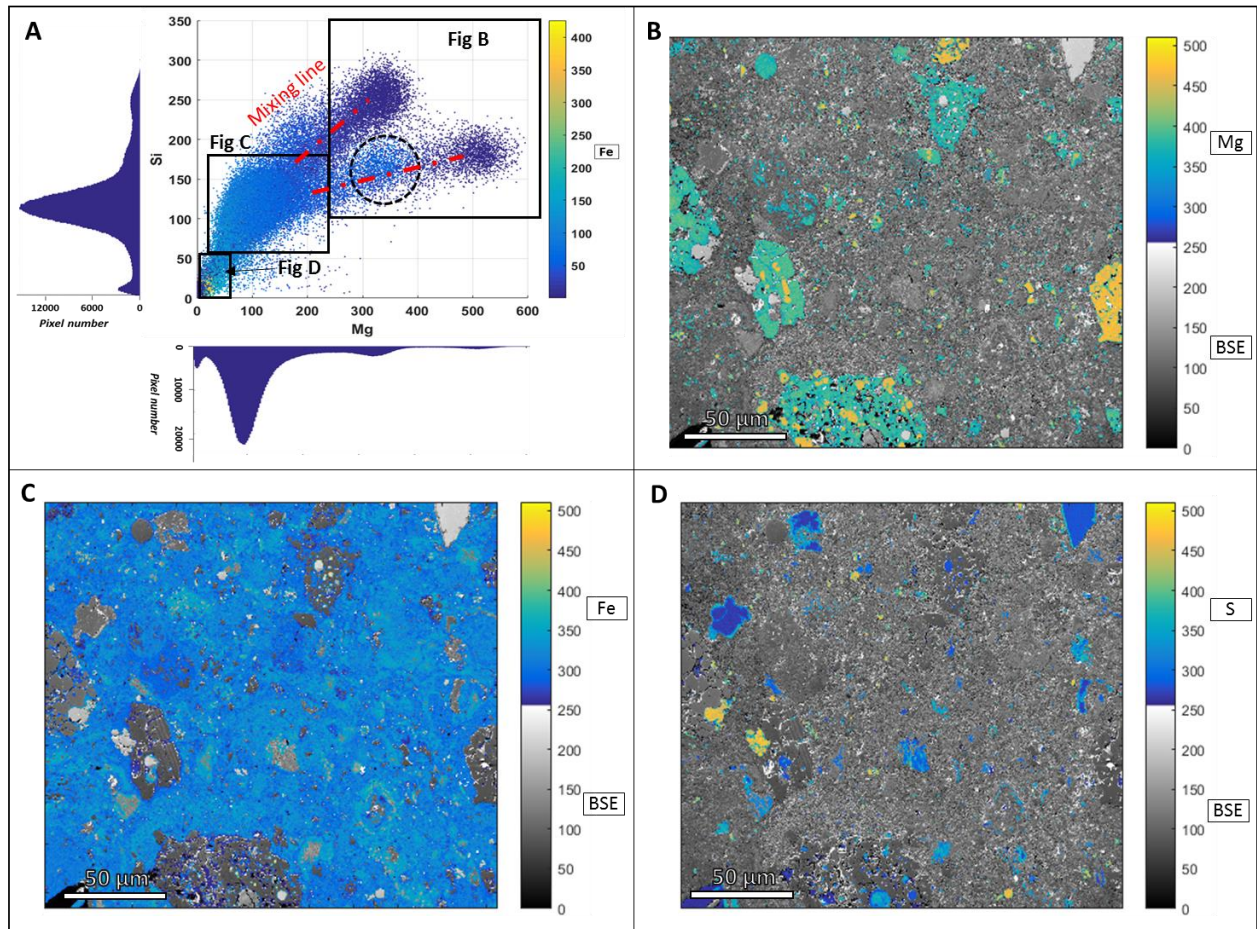 A
350
300
250
200
150
100
50
0
Si
0 100 200 300 400 500 600
Mg
Mixing line
Fig B
Fig C
Fig D
400
350
300
250
200
150
100
50
Fe
12000 6000 0
Pixel number
0
10000
20000
Pixel number
B
50 µm
500
450
400
350
300
250
200
150
100
50
0
Mg
BSE
C
50 µm
500
450
400
350
300
250
200
150
100
50
0
Fe
BSE
D
50 µm
500
450
400
350
300
250
200
150
100
50
0
S
BSE